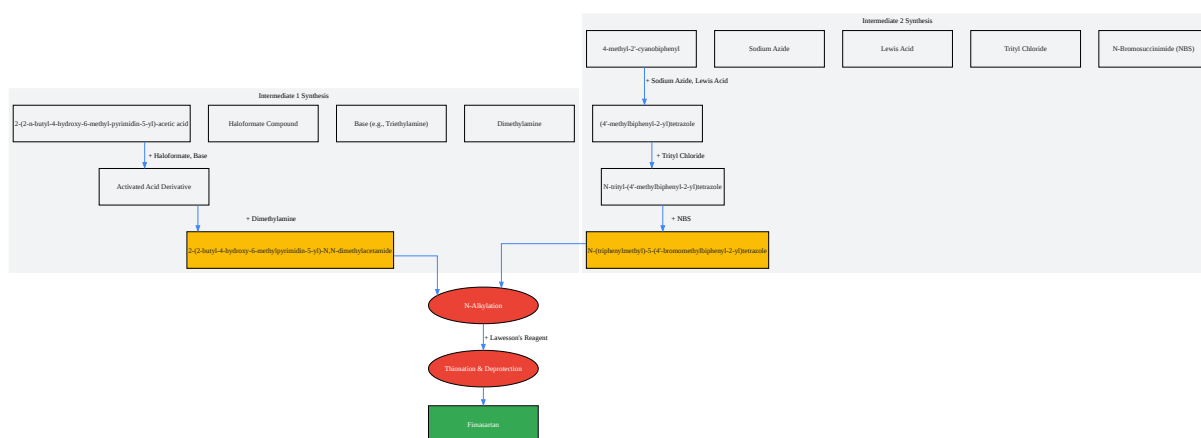 Intermediate 2 Synthesis
4-methyl-2'-cyanobiphenyl
Sodium Azide
Lewis Acid
Trityl Chloride
N-Bromosuccinimide (NBS)
+ Sodium Azide, Lewis Acid
Intermediate 1 Synthesis
2-(2-n-butyl-4-hydroxy-6-methyl-pyrimidin-5-yl)-acetic acid
Haloformate Compound
Base (e.g., Triethylamine)
Dimethylamine
(4'-methylbiphenyl-2-yl)tetrazole
+ Haloformate, Base
+ Trityl Chloride
Activated Acid Derivative
N-trityl-(4'-methylbiphenyl-2-yl)tetrazole
+ Dimethylamine
+ NBS
2-(2-butyl-4-hydroxy-6-methylpyrimidin-5-yl)-N,N-dimethylacetamide
N-(triphenylmethyl)-5-(4'-bromomethylbiphenyl-2-yl)tetrazole
N-Alkylation
+ Lawesson's Reagent
Thionation & Deprotection
Fimasartan